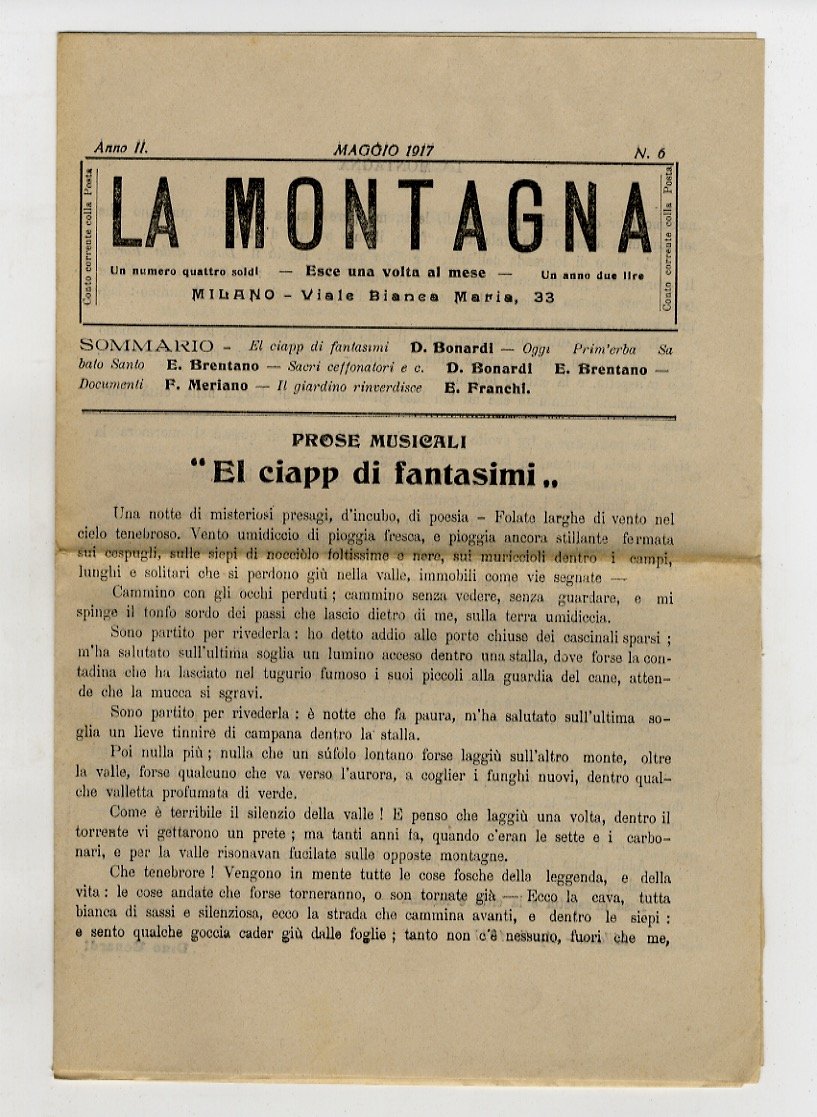 Anno II.
MAGGIO 1917
N. 6
Conto corrente colla Posta
LA MONTAGNA
Conto corrente colla Posta
Un numero quattro soldi — Esce una volta al mese — Un anno due lire
MILANO - Viale Bianca Maria, 33
SOMMARIO - El ciapp di fantasimi D. Bonardi — Oggi Prim'erba Sa
bato Santo E. Brentano — Sacri ceffonatori e c. D. Bonardi E. Brentano —
Documenti F. Meriano — Il giardino rinverdisce E. Franchi.
PROSE MUSICALI
“ El ciapp di fantasimi „
Una notte di misteriosi presagi, d'incubo, di poesia - Folate larghe di vento nel
cielo tenebroso. Vento umidiccio di pioggia fresca, e pioggia ancora stillante fermata
sui cespugli, sulle siepi di nocciòlo foltissime e nere, sui muriccioli dentro i campi,
lunghi e solitari che si perdono giù nella valle, immobili come vie segnate —
Cammino con gli occhi perduti ; cammino senza vedere, senza guardare, e mi
spinge il tonfo sordo dei passi che lascio dietro di me, sulla terra umidiccia.
Sono partito per rivederla : ho detto addio alle porte chiuse dei cascinali sparsi ;
m'ha salutato sull'ultima soglia un lumino acceso dentro una stalla, dove forse la con-
tadina che ha lasciato nel tugurio fumoso i suoi piccoli alla guardia del cane, atten-
de che la mucca si sgravi.
Sono partito per rivederla : è notte che fa paura, m'ha salutato sull'ultima so-
glia un lieve tinnire di campana dentro la stalla.
Poi nulla più ; nulla che un súfolo lontano forse laggiù sull'altro monte, oltre
la valle, forse qualcuno che va verso l'aurora, a coglier i funghi nuovi, dentro qual-
che valletta profumata di verde.
Come è terribile il silenzio della valle ! E penso che laggiù una volta, dentro il
torrente vi gettarono un prete ; ma tanti anni fa, quando c'eran le sette e i carbo-
nari, e per la valle risonavan fucilate sulle opposte montagne.
Che tenebrore ! Vengono in mente tutte le cose fosche della leggenda, e della
vita : le cose andate che forse torneranno, o son tornate già — Ecco la cava, tutta
bianca di sassi e silenziosa, ecco la strada che cammina avanti, e dentro le siepi :
e sento qualche goccia cader giù dalle foglie ; tanto non c'è nessuno, fuori che me,